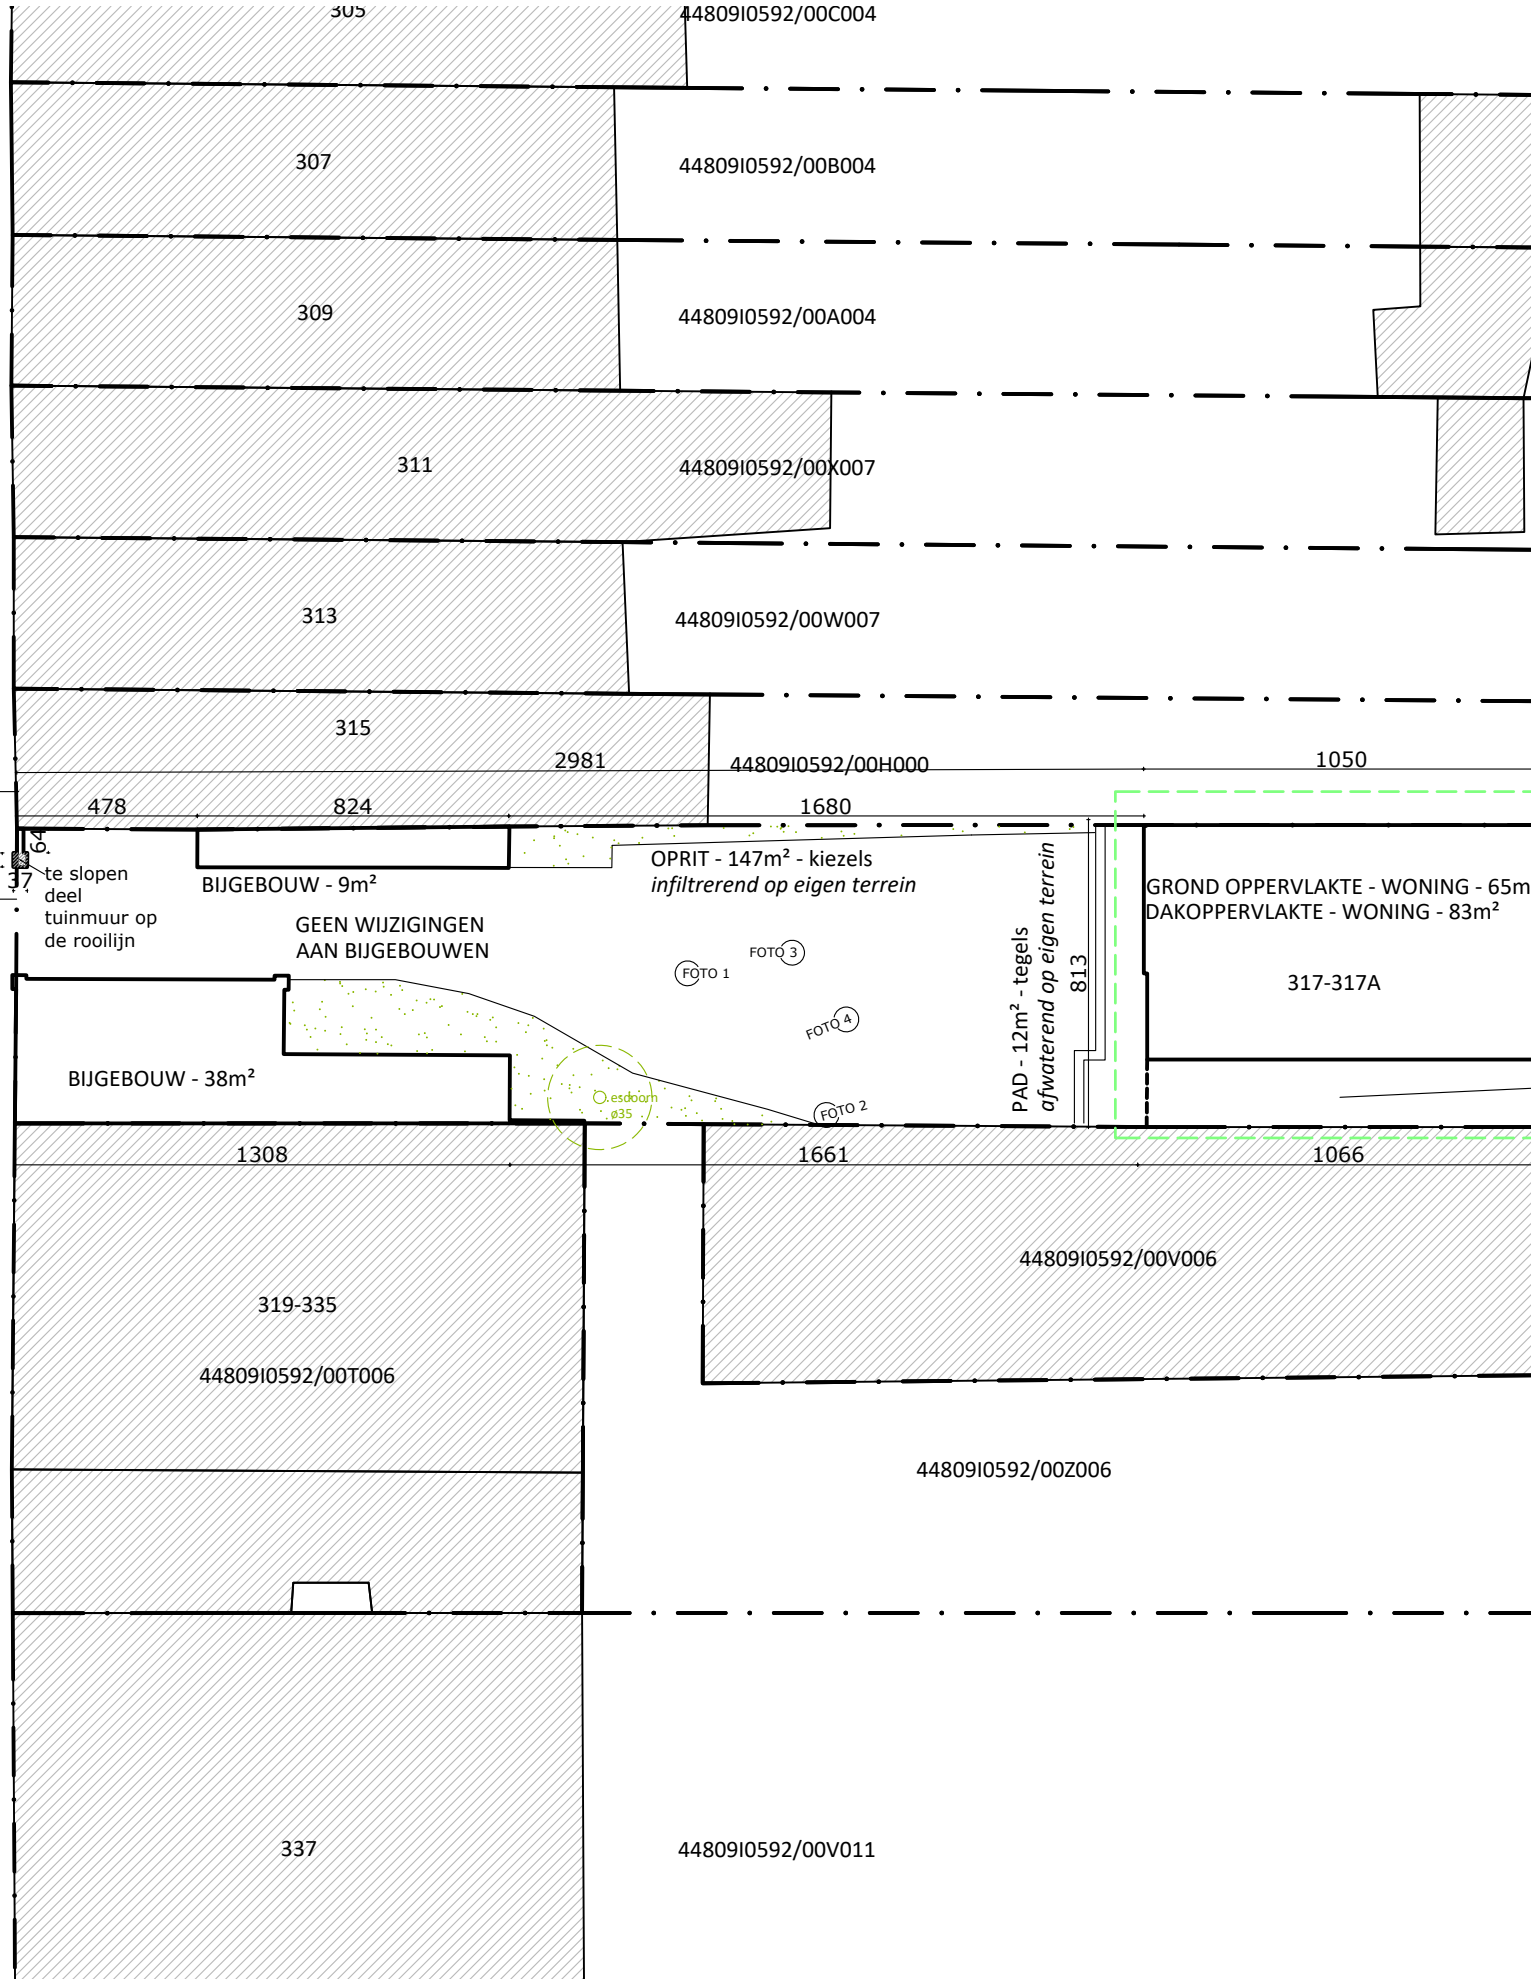 305
44809I0592/00C004
307
44809I0592/00B004
309
44809I0592/00A004
311
44809I0592/00X007
313
44809I0592/00W007
315
2981
44809I0592/00H000
1050
478
824
1680
64
te slopen
deel
tuinmuur op
de rooilijn
BIJGEBOUW - 9m²
GEEN WIJZIGINGEN
AAN BIJGEBOUWEN
OPRIT - 147m² - kiezels
infiltrerend op eigen terrein
FOTO 3
FOTO 1
FOTO 4
FOTO 2
PAD - 12m² - tegels
afwaterend op eigen terrein
813
GROND OPPERVLAKTE - WONING - 65m
DAKOPPERVLAKTE - WONING - 83m²
317-317A
BIJGEBOUW - 38m²
esdoorn
ø35
1308
1661
1066
44809I0592/00V006
319-335
44809I0592/00T006
44809I0592/00Z006
337
44809I0592/00V011